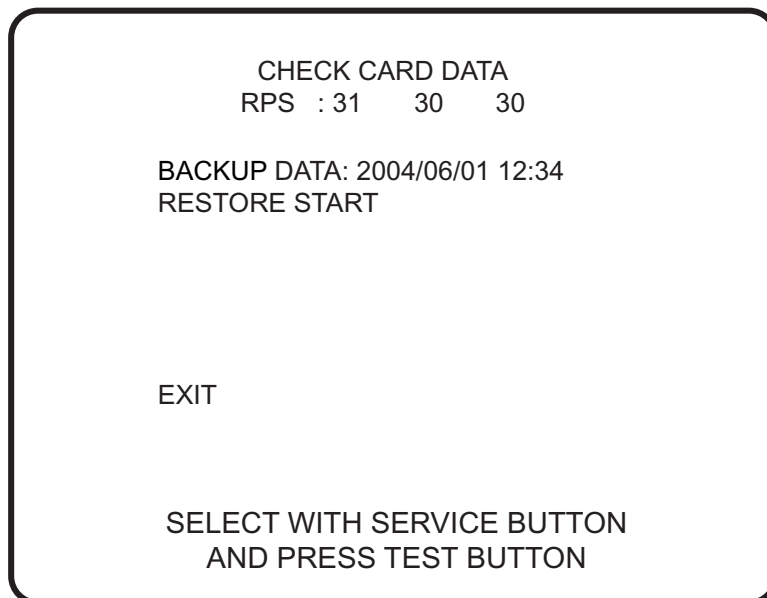 CHECK CARD DATA
RPS : 31 30 30
BACKUP DATA: 2004/06/01 12:34
RESTORE START
EXIT
SELECT WITH SERVICE BUTTON
AND PRESS TEST BUTTON